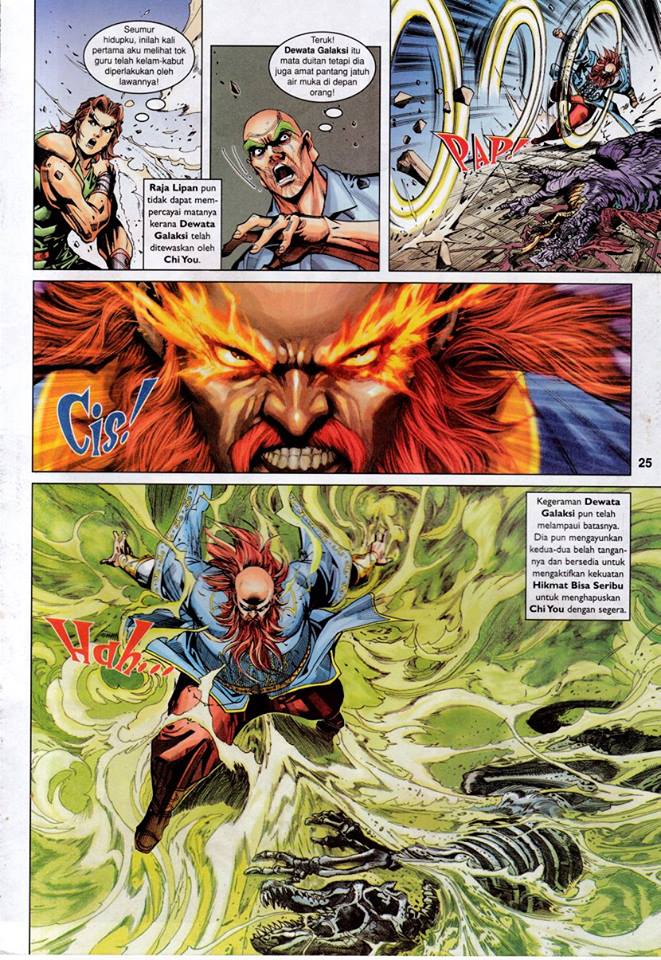 Seumur
hidupku, inilah kali
pertama aku melihat tok
guru telah kelam-kabut
diperlakukan oleh
lawannya!
Raja Lipan pun
tidak dapat mem-
percayai matanya
kerana Dewata
Galaksi telah
ditewaskan oleh
Chi You.
Teruk!
Dewata Galaksi itu
mata duitan tetapi dia
juga amat pantang jatuh
air muka di depan
orang!
PAP!
Cis!
25
Kegeraman Dewata
Galaksi pun telah
melampaui batasnya.
Dia pun mengayunkan
kedua-dua belah tangan-
nya dan bersedia untuk
mengaktifkan kekuatan
Hikmat Bisa Seribu
untuk menghapuskan
Chi You dengan segera.
Hah...